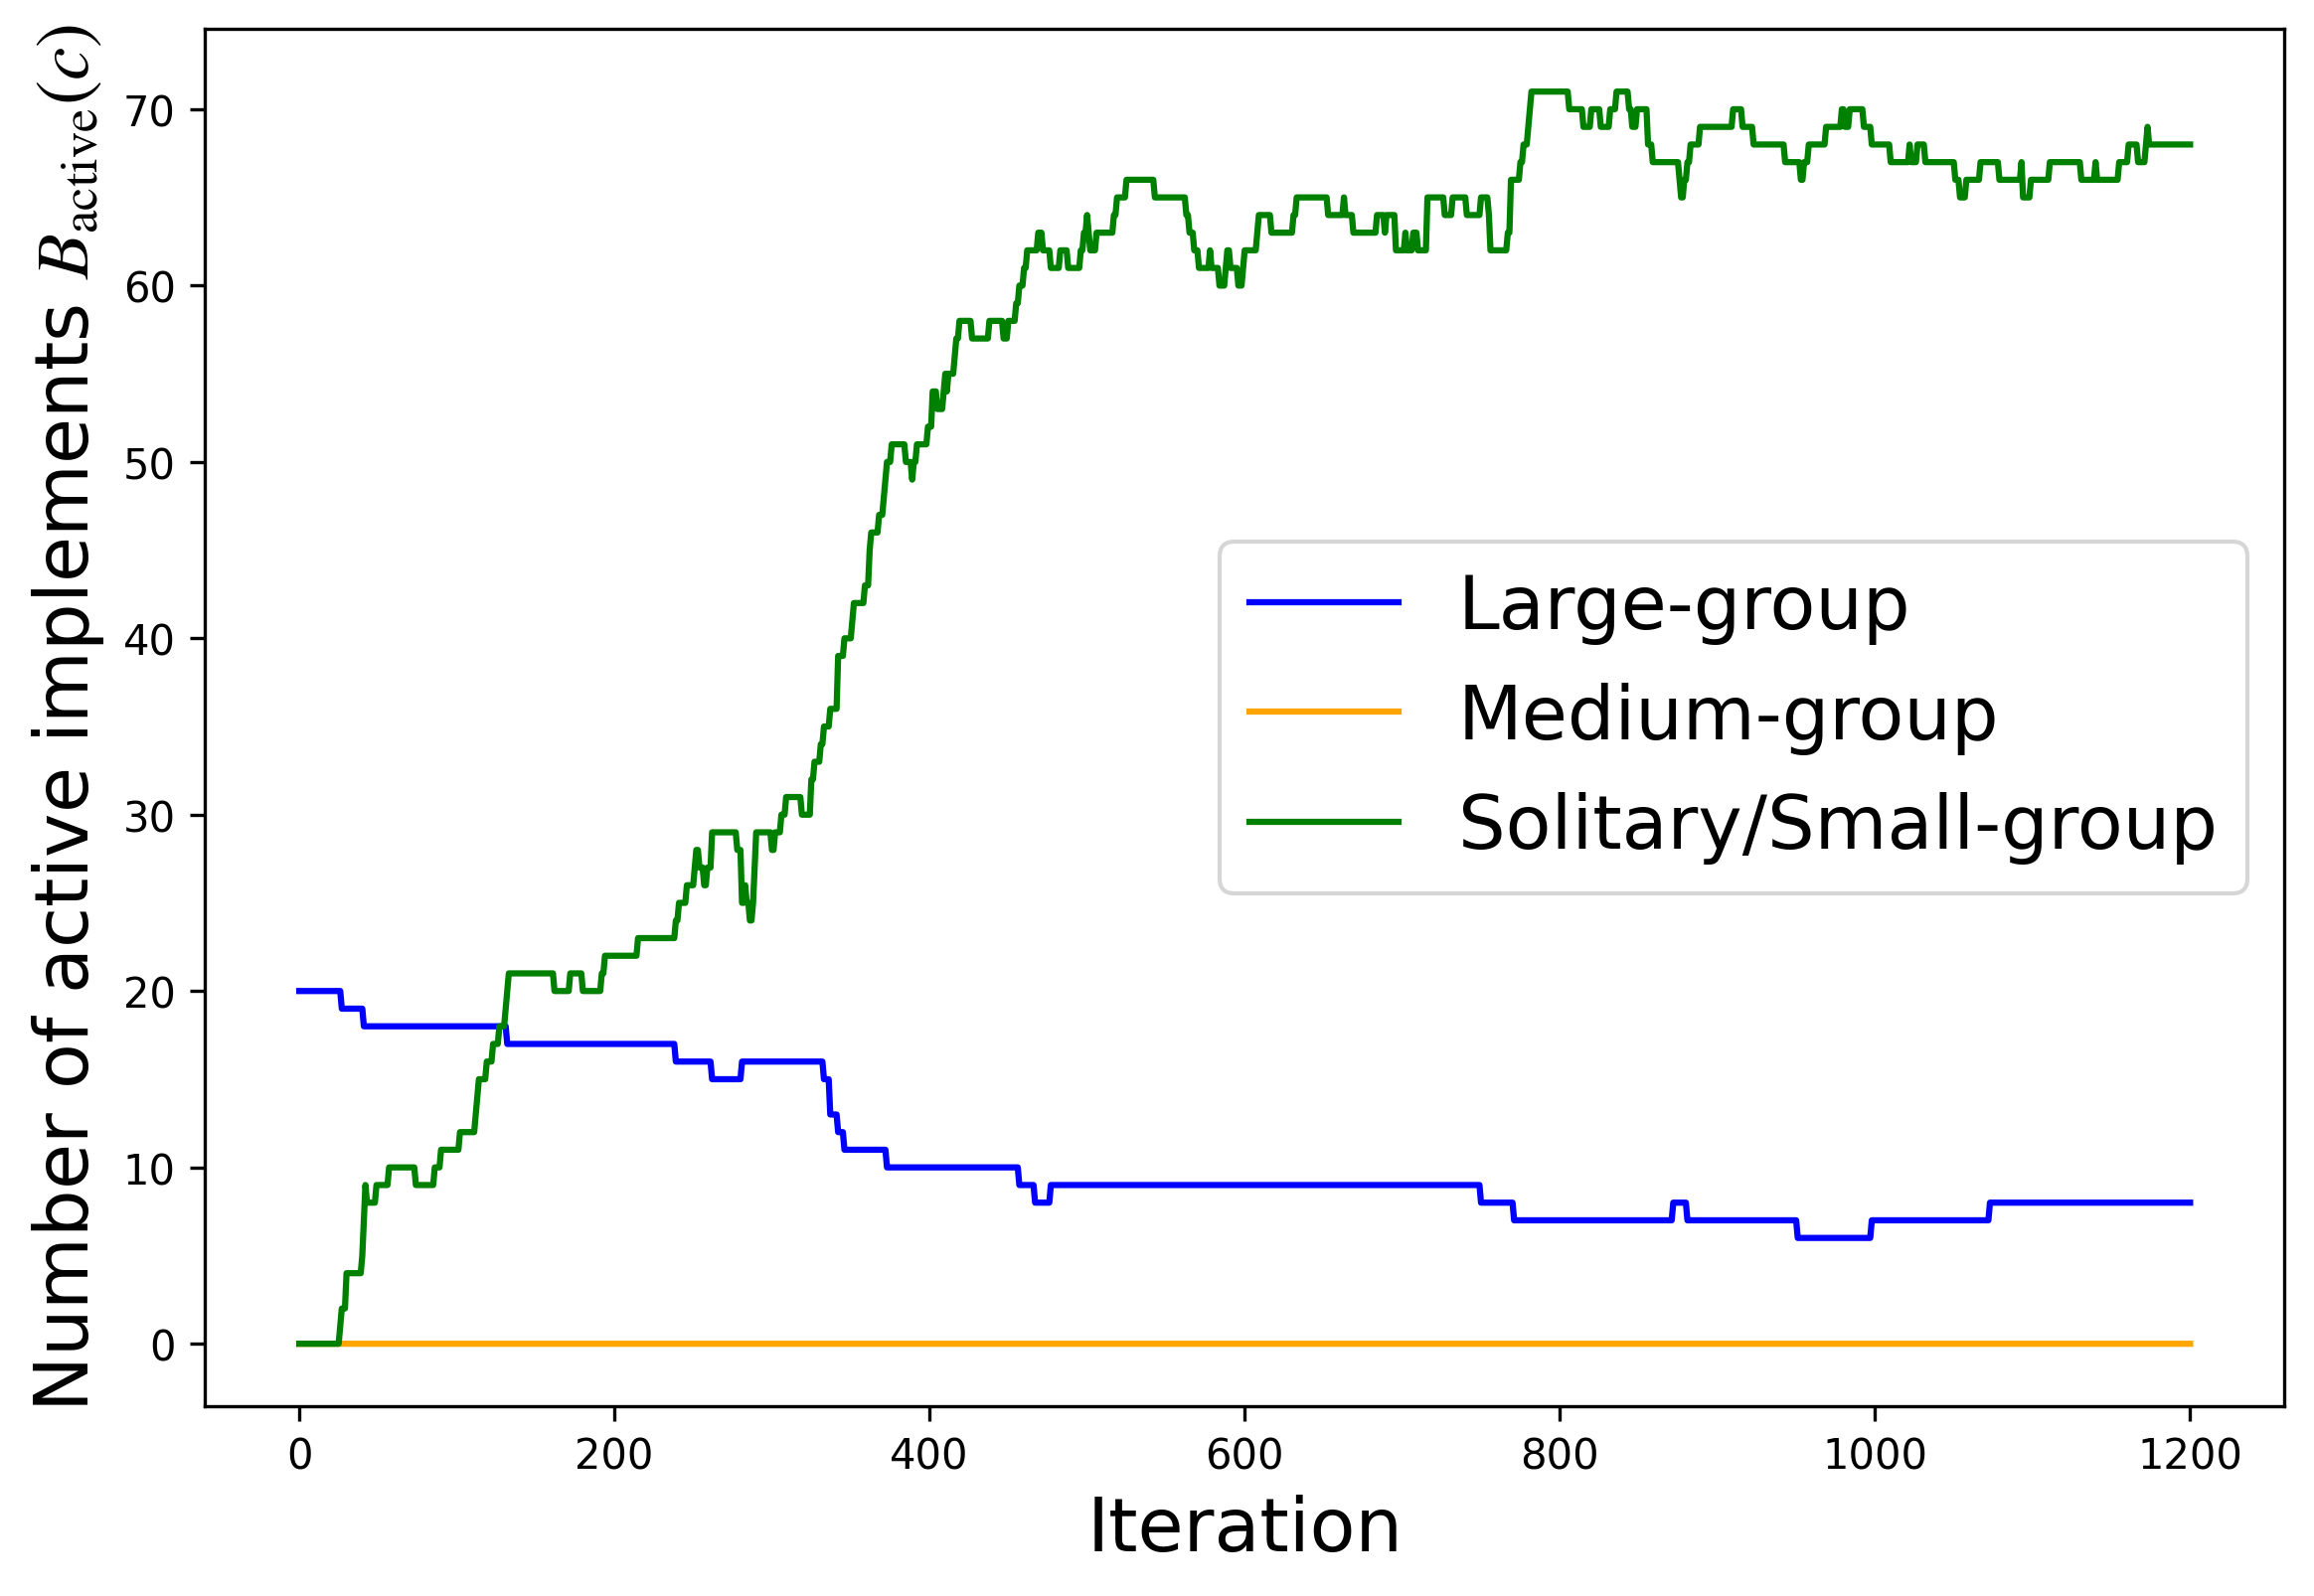 Number of active implements B_active(c)
70
60
50
40
30
20
10
0
Large-group
Medium-group
Solitary/Small-group
0 200 400 600 800 1000 1200
Iteration